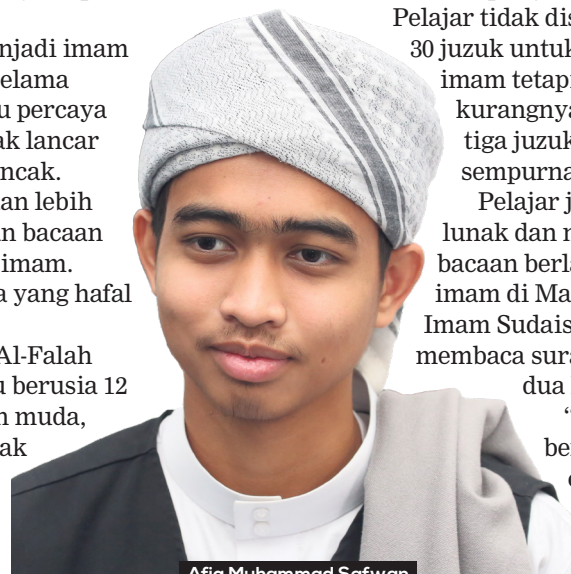 njadi imam
elama
u percaya
ak lancar
ncak.
an lebih
n bacaan
imam.
a yang hafal
Al-Falah
u berusia 12
n muda,
ak
Pelajar tidak dis
30 juzuk untuk
imam tetapi
kurangnya
tiga juzuk
sempurna
Pelajar j
lunak dan
bacaan berla
imam di Ma
Imam Sudais
membaca sura
dua
be
Muhammad Safwan